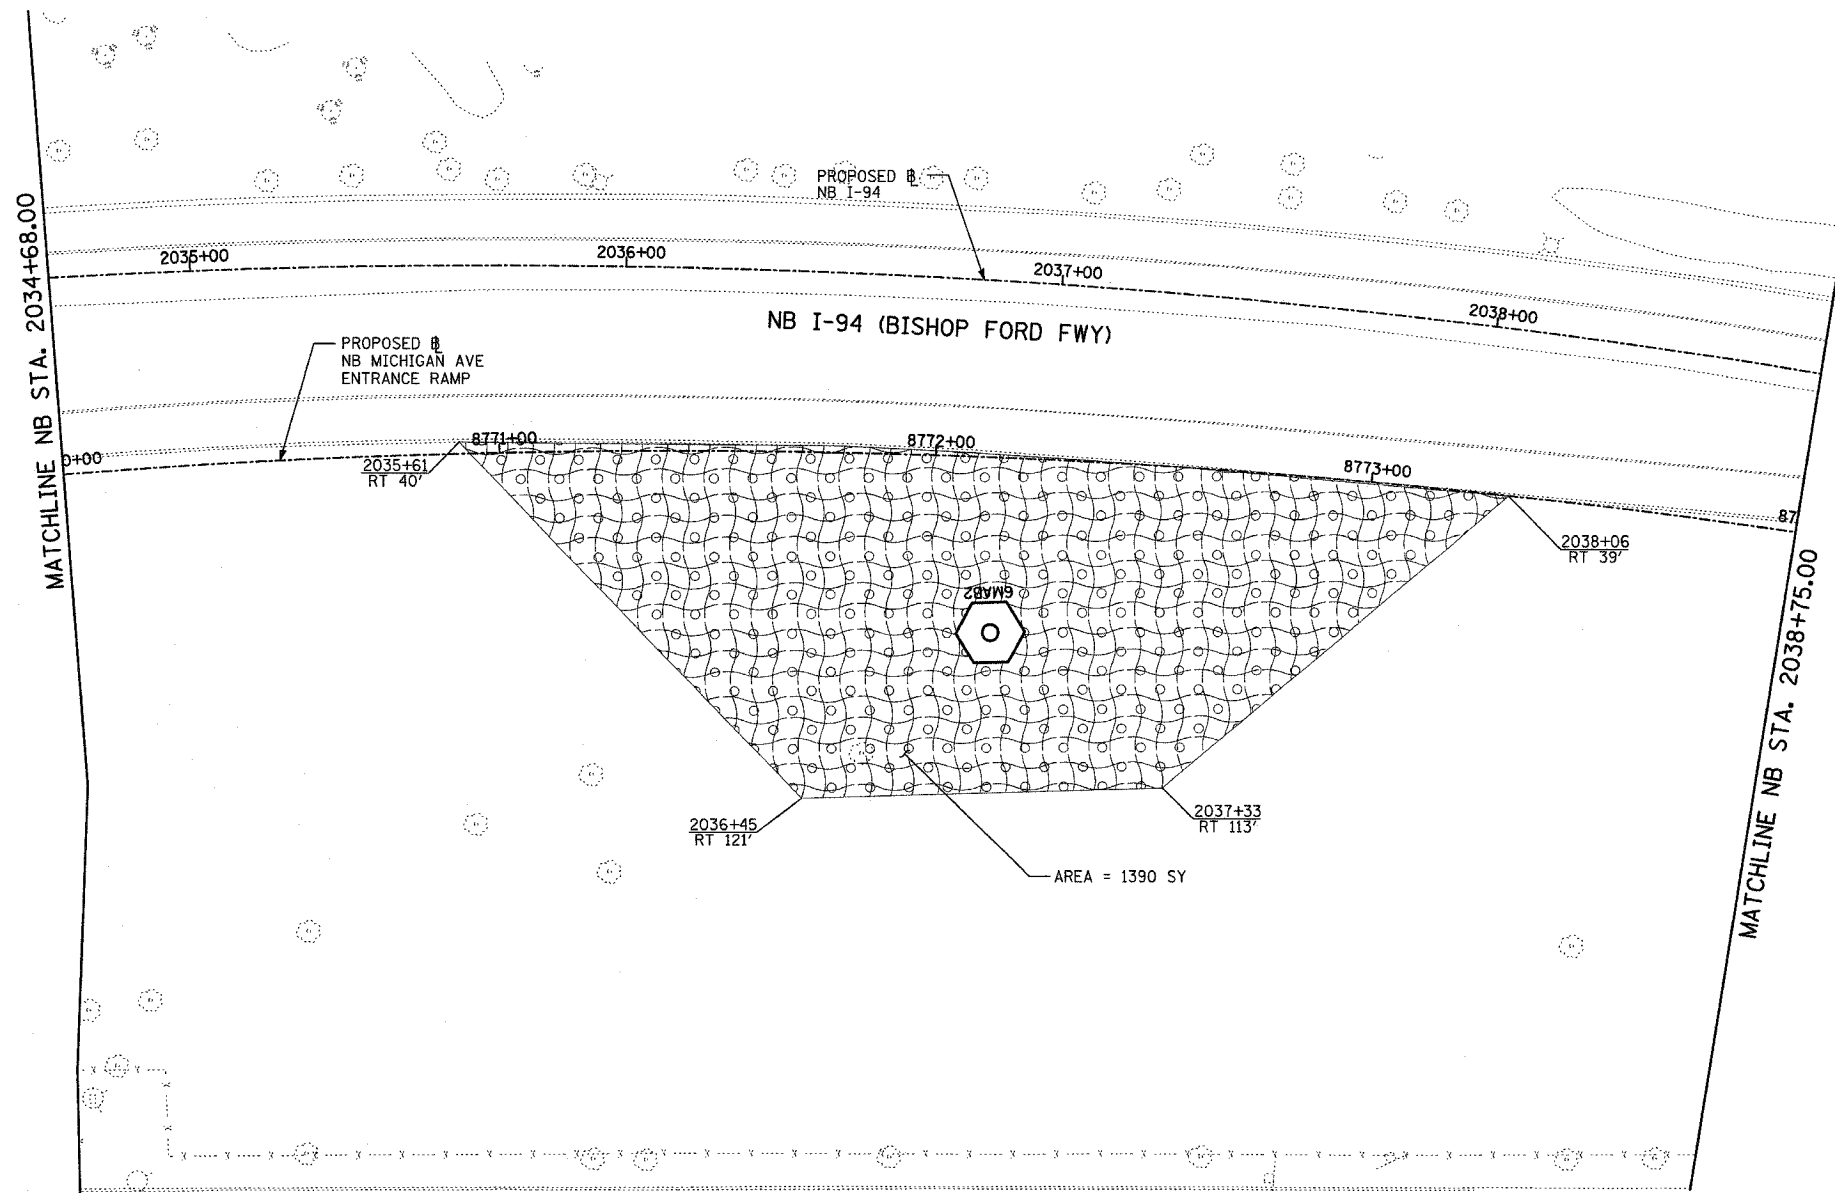 PROPOSED ℄
NB I-94
2035+00
2036+00
2037+00
2038+00
NB I-94 (BISHOP FORD FWY)
MATCHLINE NB STA. 2034+68.00
PROPOSED ℄
NB MICHIGAN AVE
ENTRANCE RAMP
0+00
8771+00
8772+00
8773+00
87
2035+61
RT 40'
2038+06
RT 39'
6MAB2
2036+45
RT 121'
2037+33
RT 113'
AREA = 1390 SY
MATCHLINE NB STA. 2038+75.00